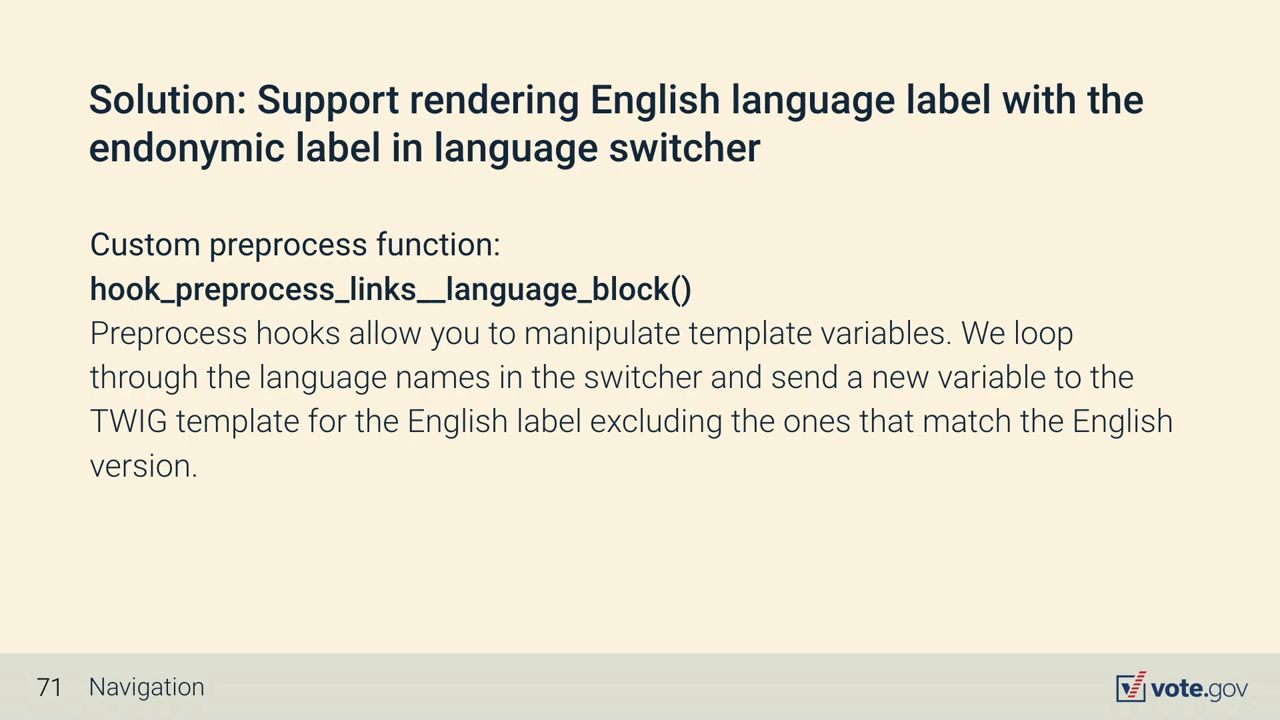 Solution: Support rendering English language label with the
endonymic label in language switcher
Custom preprocess function:
hook_preprocess_links__language_block()
Preprocess hooks allow you to manipulate template variables. We loop
through the language names in the switcher and send a new variable to the
TWIG template for the English label excluding the ones that match the English
version.
71 Navigation
vote.gov